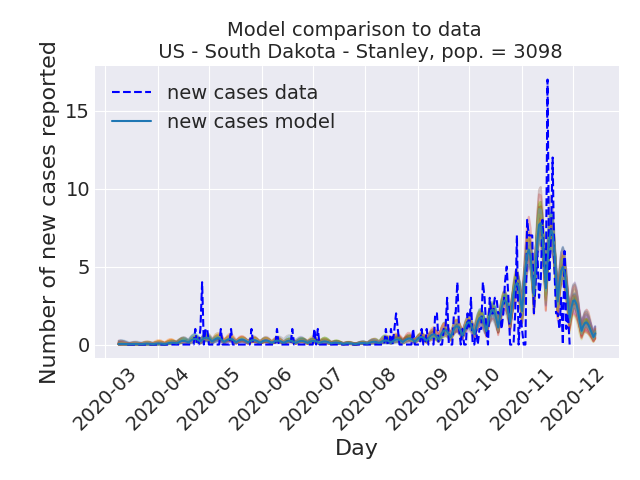 Model comparison to data
US - South Dakota - Stanley, pop. = 3098
Number of new cases reported
15
10
5
0
new cases data
new cases model
2020-03
2020-04
2020-05
2020-06
2020-07
2020-08
2020-09
2020-10
2020-11
2020-12
Day